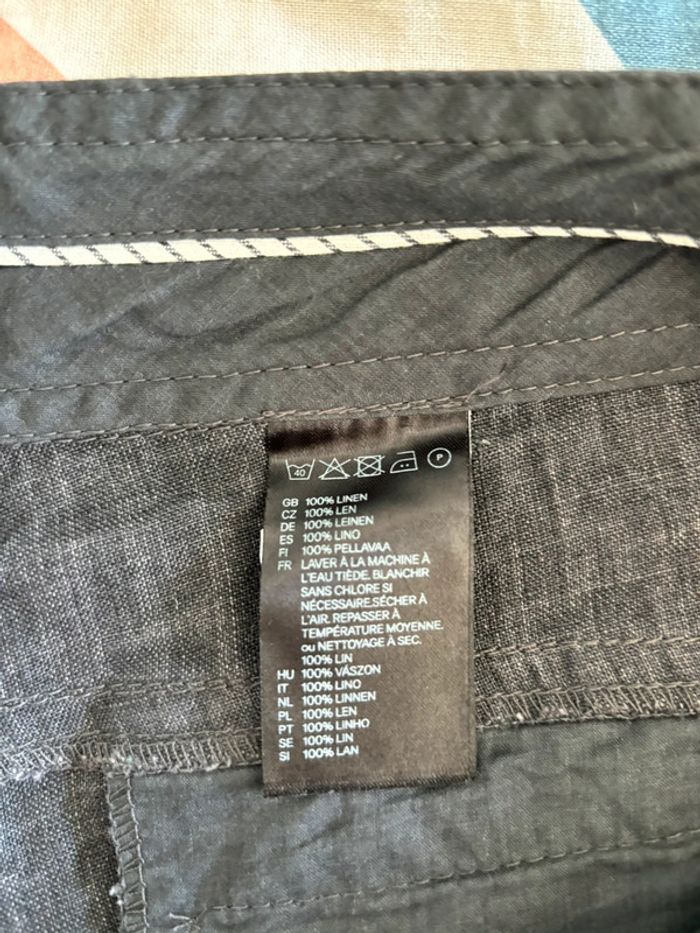 40 P
GB 100% LINEN
CZ 100% LEN
DE 100% LEINEN
ES 100% LINO
FI 100% PELLAVAA
FR LAVER À LA MACHINE À
L'EAU TIÈDE. BLANCHIR
SANS CHLORE SI
NÉCESSAIRE.SÉCHER À
L'AIR. REPASSER À
TEMPÉRATURE MOYENNE.
ou NETTOYAGE À SEC.
100% LIN
HU 100% VÁSZON
IT 100% LINO
NL 100% LINNEN
PL 100% LEN
PT 100% LINHO
SE 100% LIN
SI 100% LAN